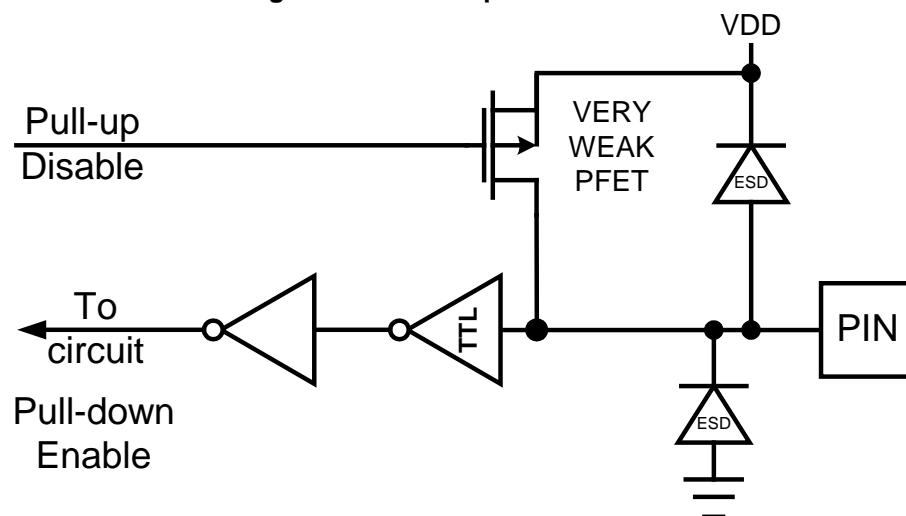 VDD
Pull-up
Disable
VERY
WEAK
PFET
ESD
To
circuit
TTL
PIN
Pull-down
Enable
ESD